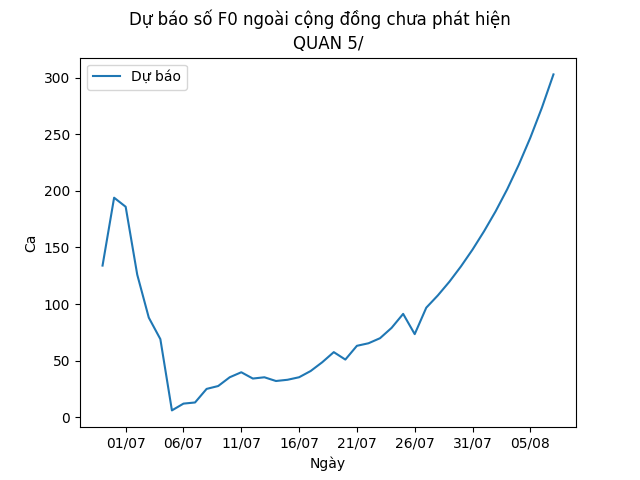 Dự báo số F0 ngoài cộng đồng chưa phát hiện
QUAN 5/
Dự báo
300
250
200
150
100
50
0
Ca
01/07 06/07 11/07 16/07 21/07 26/07 31/07 05/08
Ngày